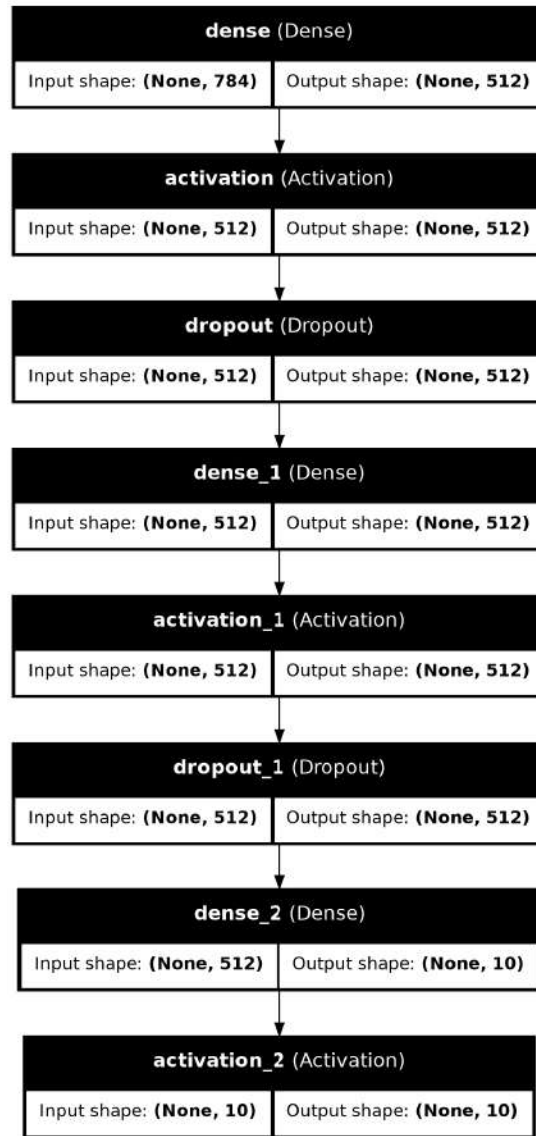 dense (Dense)
Input shape: (None, 784) Output shape: (None, 512)
activation (Activation)
Input shape: (None, 512) Output shape: (None, 512)
dropout (Dropout)
Input shape: (None, 512) Output shape: (None, 512)
dense_1 (Dense)
Input shape: (None, 512) Output shape: (None, 512)
activation_1 (Activation)
Input shape: (None, 512) Output shape: (None, 512)
dropout_1 (Dropout)
Input shape: (None, 512) Output shape: (None, 512)
dense_2 (Dense)
Input shape: (None, 512) Output shape: (None, 10)
activation_2 (Activation)
Input shape: (None, 10) Output shape: (None, 10)